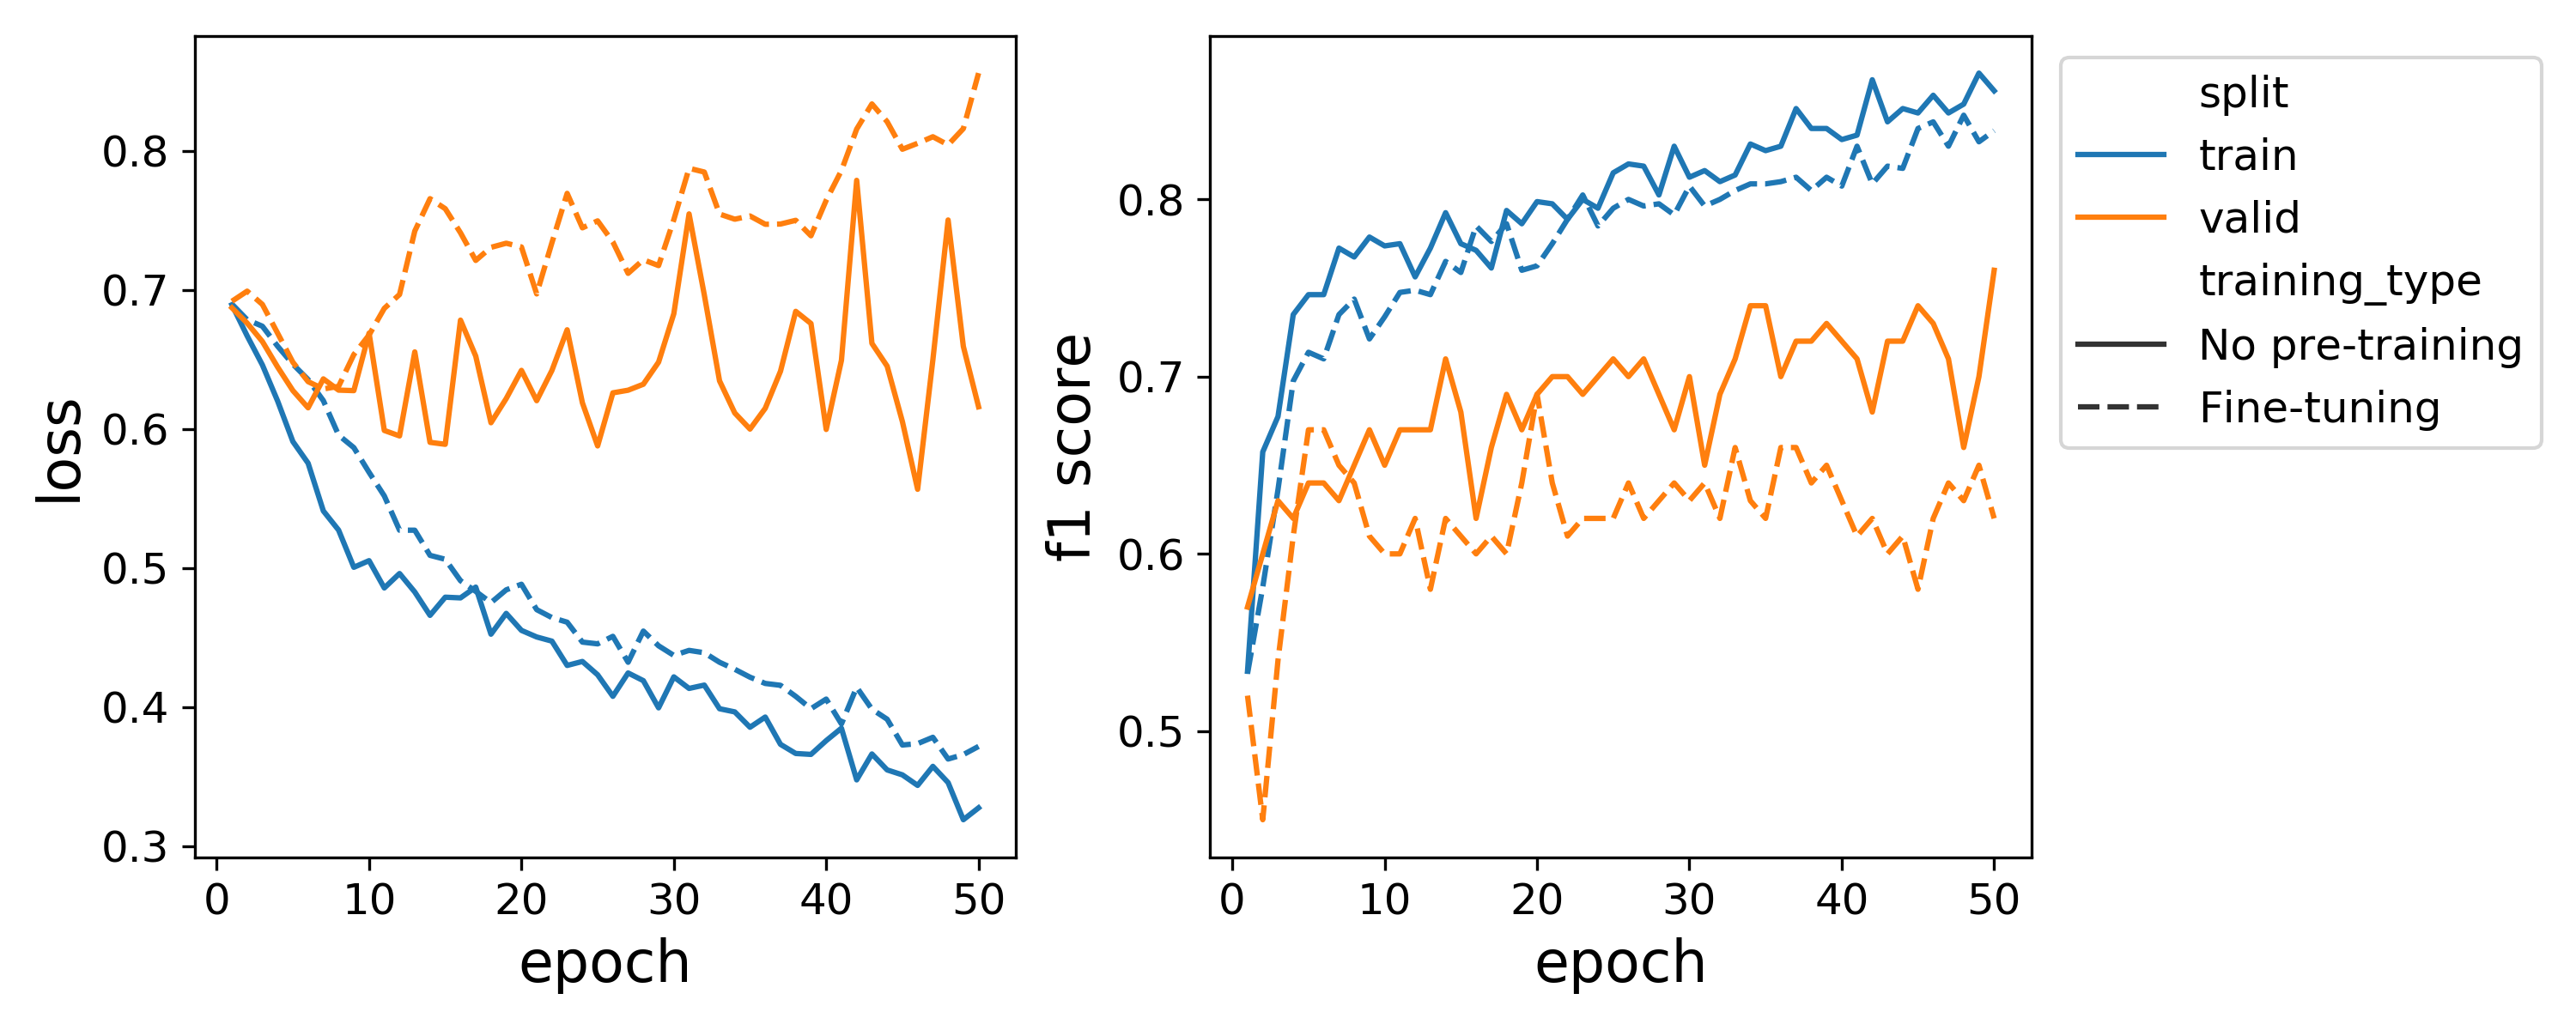 loss
0.8
0.7
0.6
0.5
0.4
0.3
0 10 20 30 40 50
epoch
f1 score
0.8
0.7
0.6
0.5
0 10 20 30 40 50
epoch
split
train
valid
training_type
No pre-training
Fine-tuning